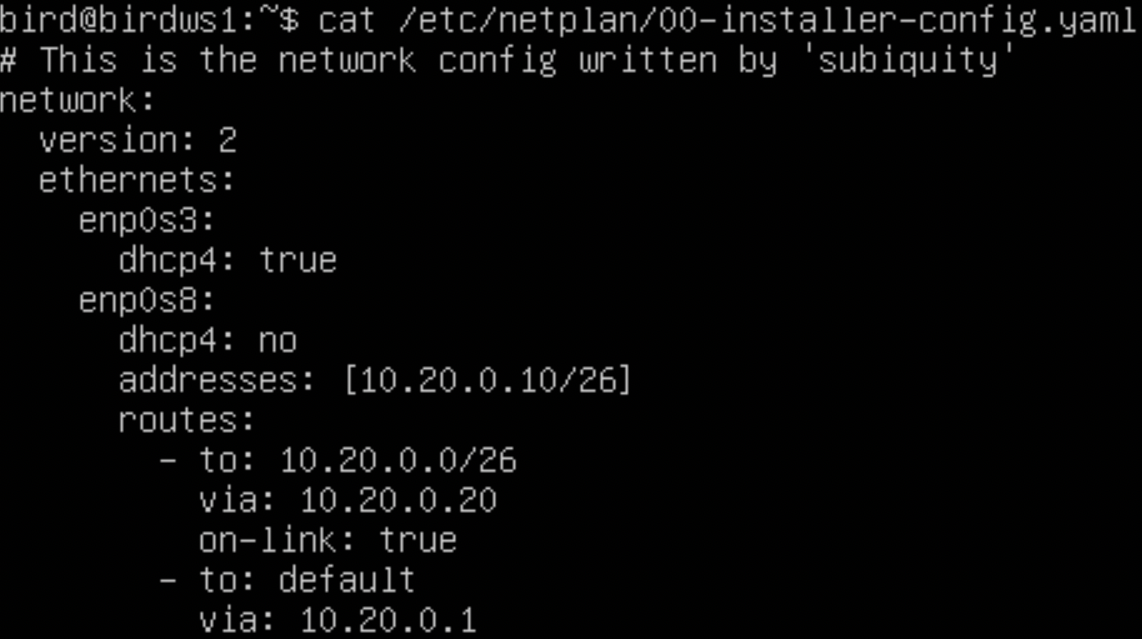 bird@birdws1:~$ cat /etc/netplan/00-installer-config.yaml
# This is the network config written by 'subiquity'
network:
  version: 2
  ethernets:
    enp0s3:
      dhcp4: true
    enp0s8:
      dhcp4: no
      addresses: [10.20.0.10/26]
      routes:
        - to: 10.20.0.0/26
          via: 10.20.0.20
          on-link: true
        - to: default
          via: 10.20.0.1